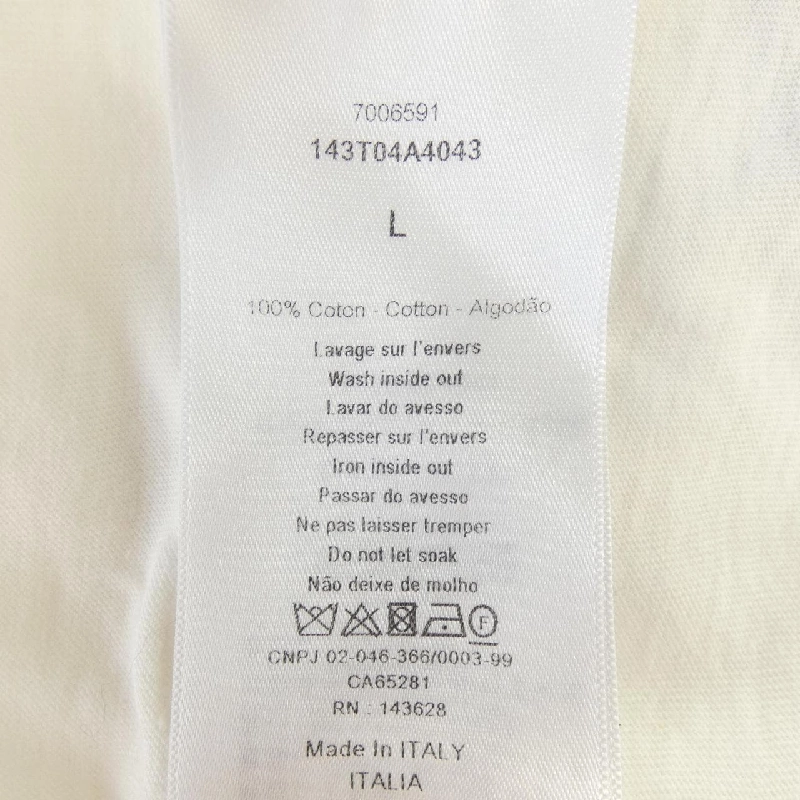 7006591
143T04A4043
L
100% Coton - Cotton - Algodão
Lavage sur l'envers
Wash inside out
Lavar do avesso
Repasser sur l'envers
Iron inside out
Passar do avesso
Ne pas laisser tremper
Do not let soak
Não deixe de molho
F
CNPJ 02-046-366/0003-99
CA65281
RN : 143628
Made In ITALY
ITALIA